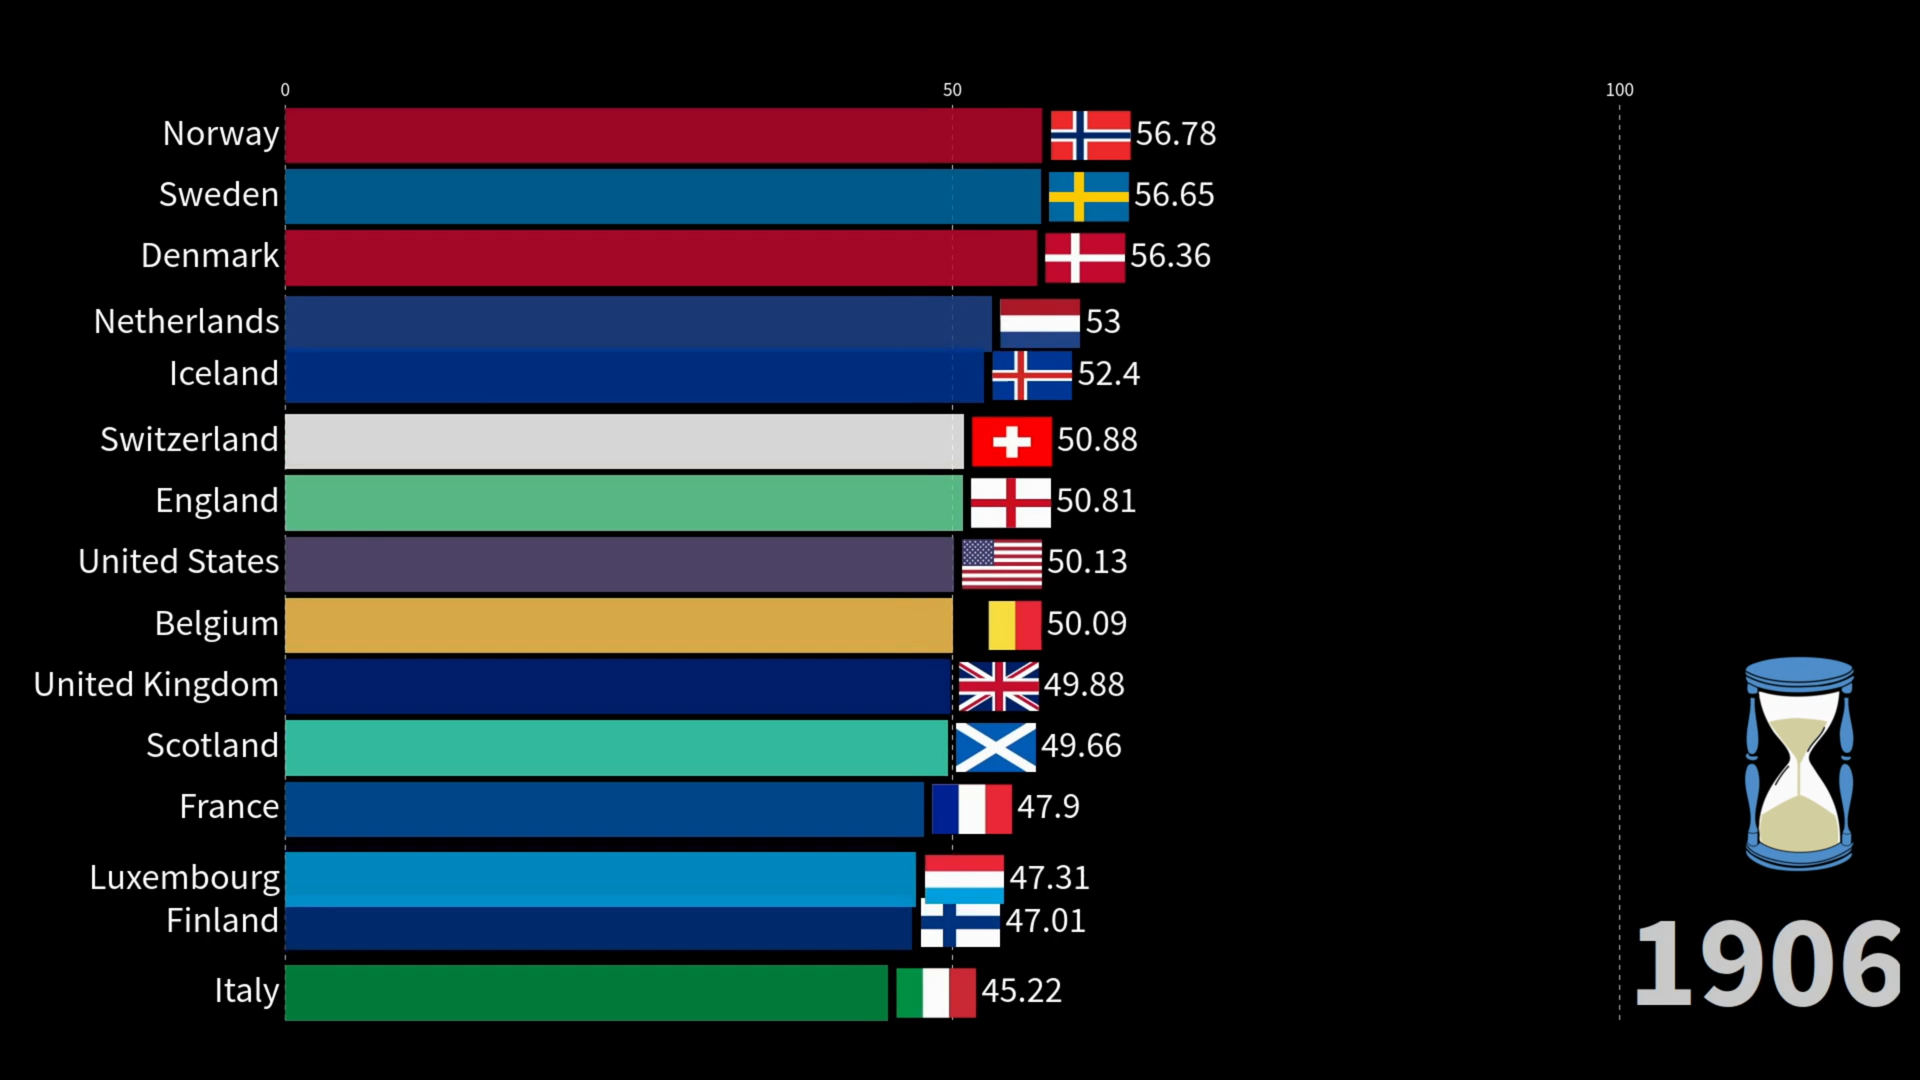 0 50 100
Norway 56.78
Sweden 56.65
Denmark 56.36
Netherlands 53
Iceland 52.4
Switzerland 50.88
England 50.81
United States 50.13
Belgium 50.09
United Kingdom 49.88
Scotland 49.66
France 47.9
Luxembourg 47.31
Finland 47.01
Italy 45.22
1906